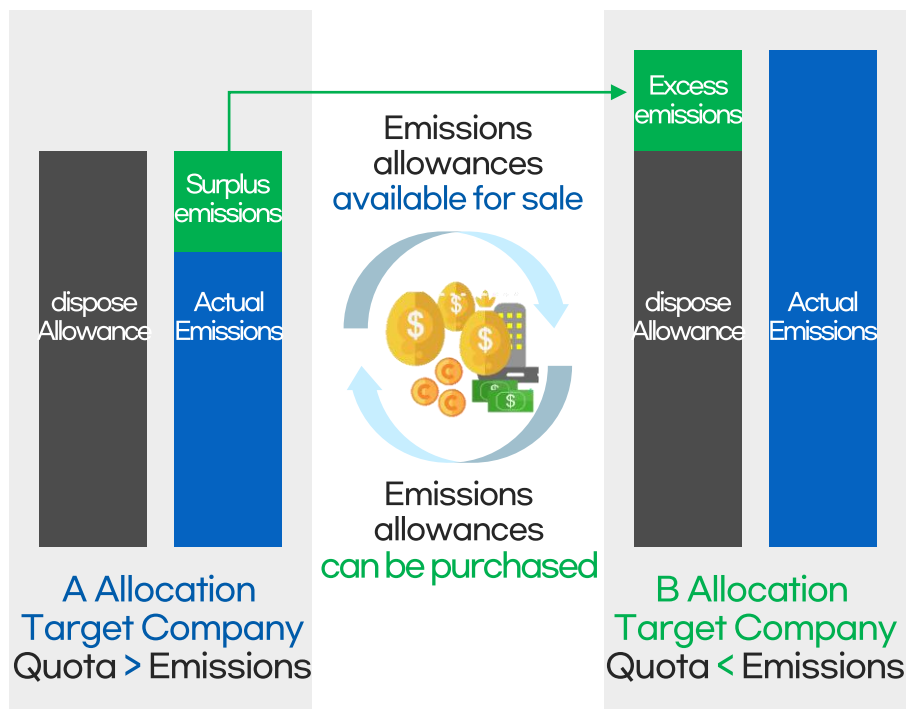 dispose
Allowance
Surplus
emissions
Actual
Emissions
A Allocation
Target Company
Quota > Emissions
Emissions
allowances
available for sale
$
$
$
C
C
C
$
Emissions
allowances
can be purchased
Excess
emissions
dispose
Allowance
Actual
Emissions
B Allocation
Target Company
Quota < Emissions